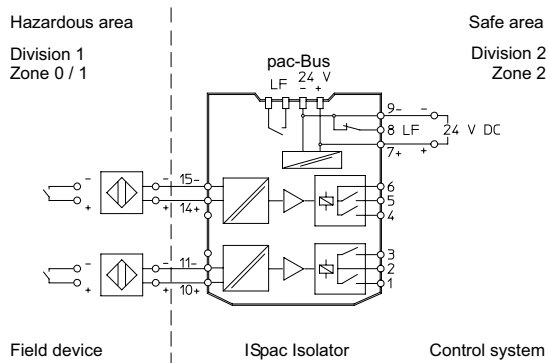 Hazardous area
Safe area
Division 1
Zone 0 / 1
Division 2
Zone 2
pac-Bus
LF 24 V
- +
9- -
8 LF 24 V DC
7+ +
- - 15-
+ + 14+
6
5
4
- - 11-
+ + 10+
3
2
1
Field device
ISpac Isolator
Control system